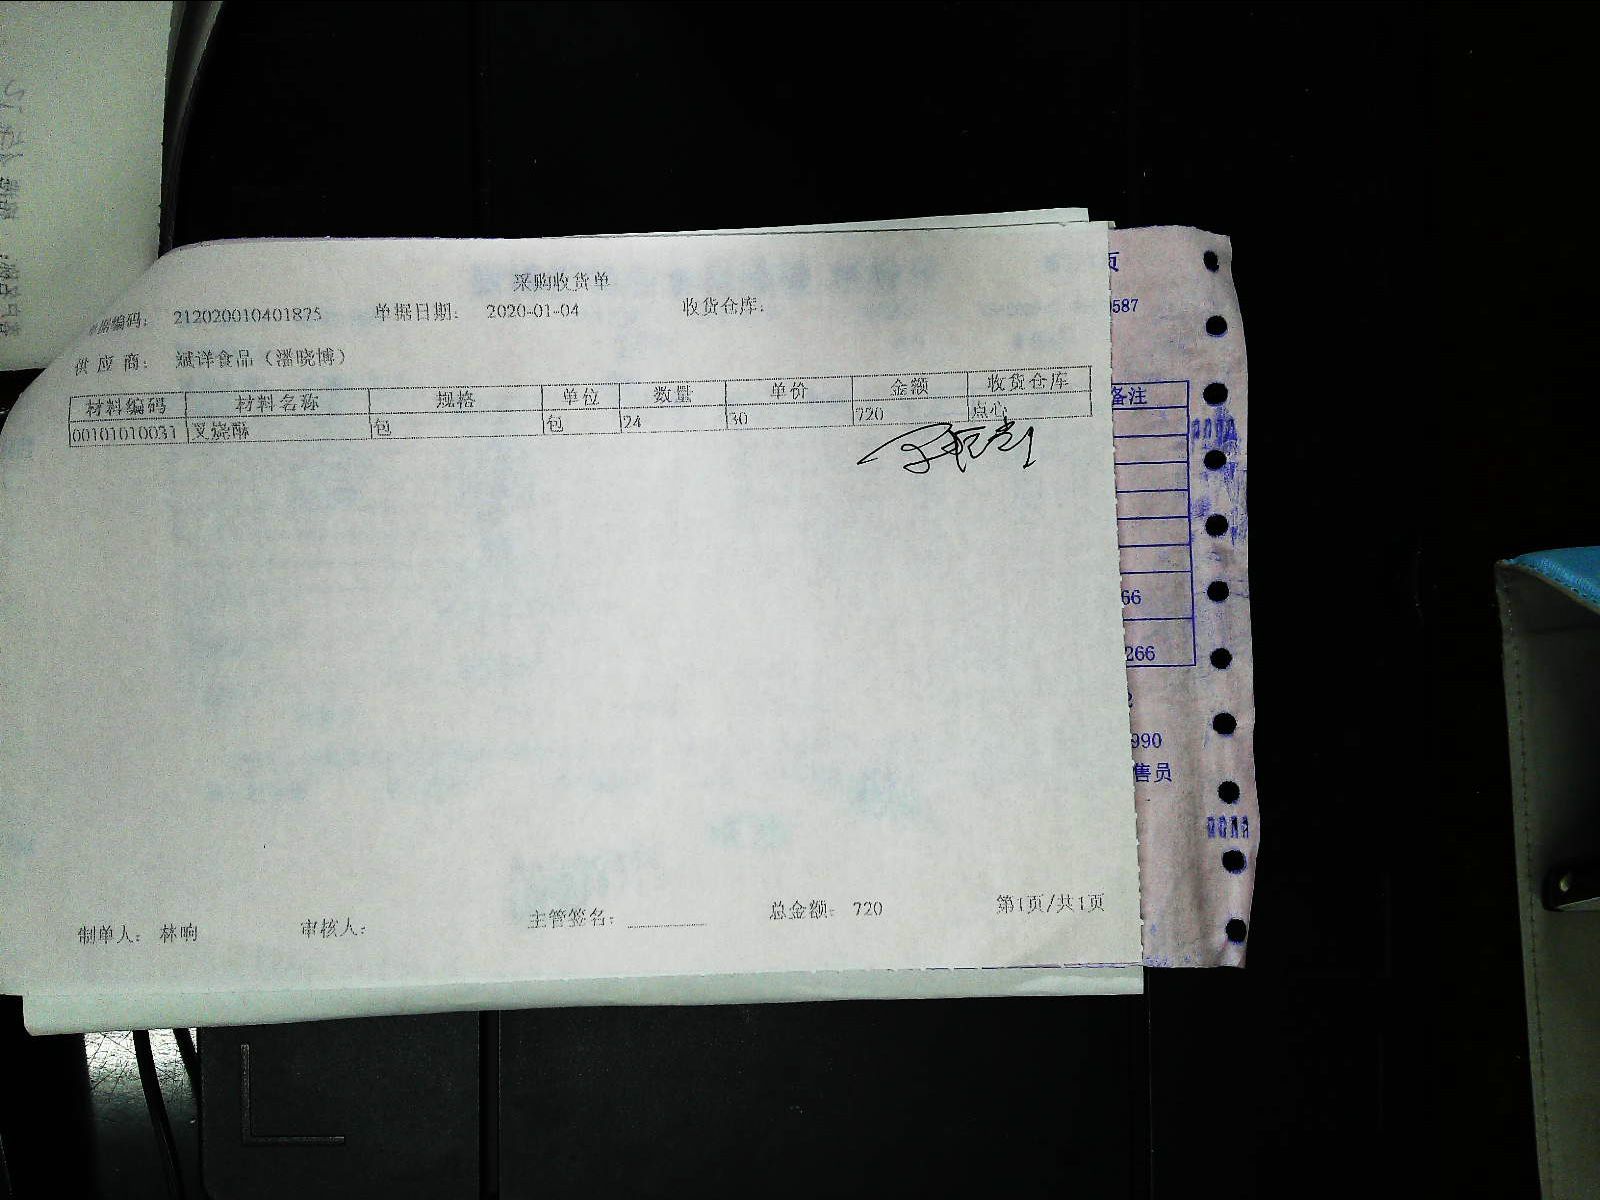 采购收货单
单据编码： 212020010401875 单据日期： 2020-01-04 收货仓库：
供应商： 斌详食品（潘晓博）
材料编码 材料名称 规格 单位 数量 单价 金额 收货仓库
00101010031 叉烧酥 包 包 24 30 720 点心
制单人： 林响 审核人： 主管签名： 总金额： 720 第1页/共1页
页
0587
备注
66
266
990
售员